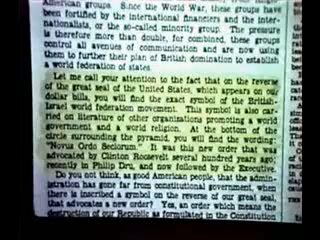 American groups. Since the World War, these groups have
been fortified by the international financiers and the inter-
nationalists, or the so-called minority group. The pressure
is therefore more than double, for combined, these groups
control all avenues of communication and are now using
them to further their plan of British domination to establish
a world federation of states.
Let me call your attention to the fact that on the reverse
of the great seal of the United States, which appears on our
dollar bills, you will find the exact symbol of the British-
Israel world federation movement. This symbol is also car-
ried on literature of other organizations promoting a world
government and a world religion. At the bottom of the
circle surrounding the pyramid, you will find the wording:
"Novus Ordo Seclorum." It was this new order that was
advocated by Clinton Roosevelt several hundred years ago;
recently in Philip Dru, and now followed by the Executive.
Do you not think, as good American people, that the admin-
istration has gone far from constitutional government, when
there is inscribed a symbol on the reverse of our great seal,
that advocates a new order? Yes, an order which means the
destruction of our Republic as formulated in the Constitution